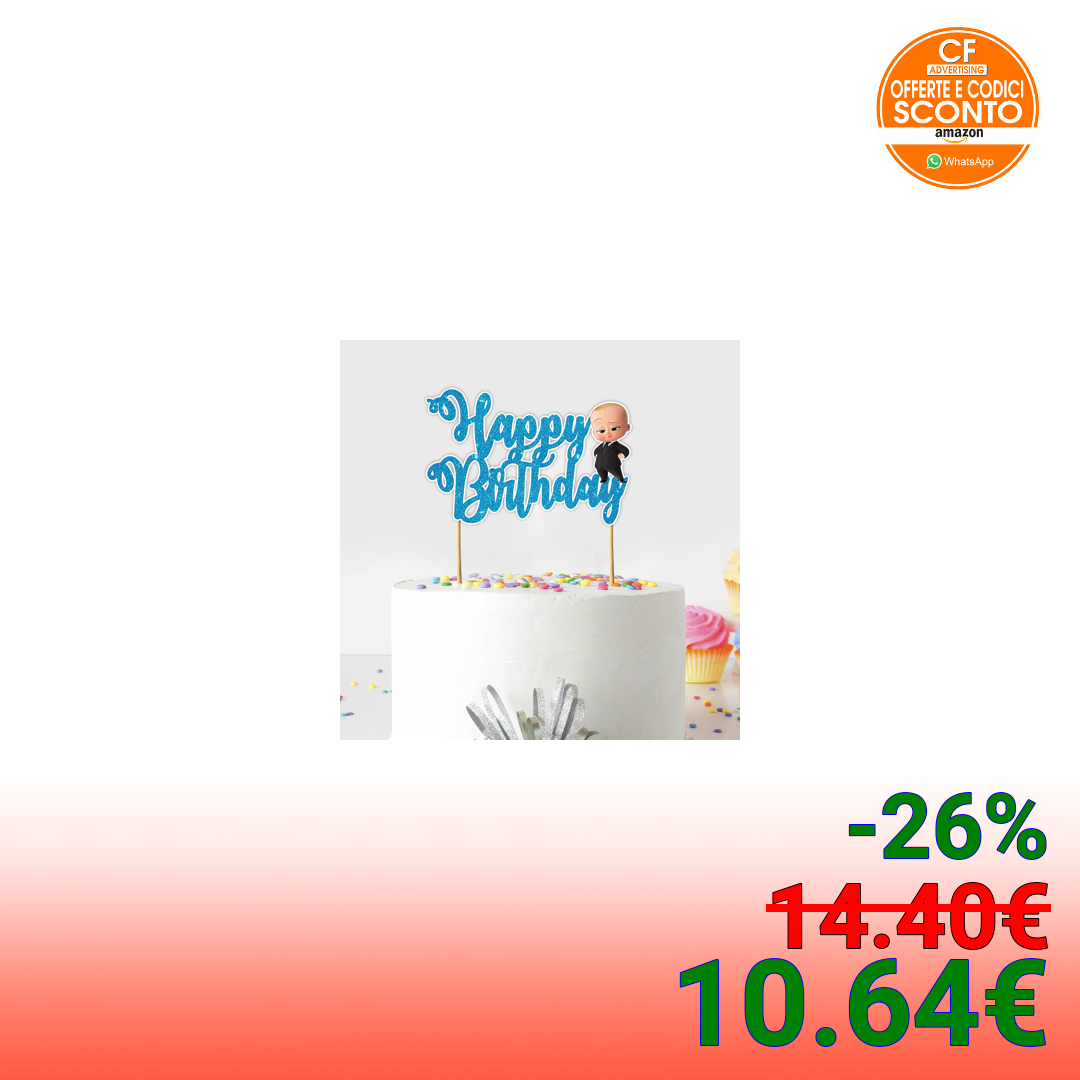 CF
ADVERTISING
OFFERTE E CODICI
SCONTO
amazon
WhatsApp
Happy
Birthday
-26%
14.40€
10.64€